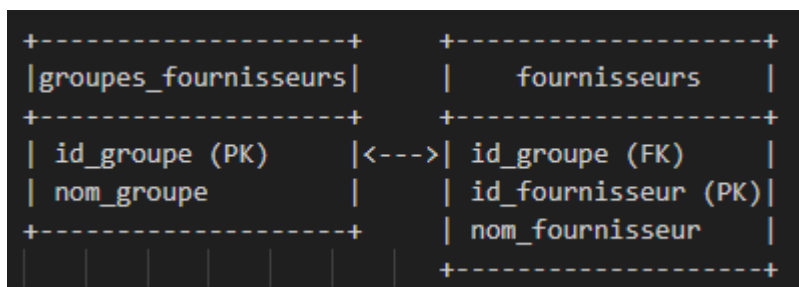 +--------------------+     +--------------------+
|groupes_fournisseurs|     |    fournisseurs    |
+--------------------+     +--------------------+
| id_groupe (PK)     |<--->| id_groupe (FK)     |
| nom_groupe         |     | id_fournisseur (PK)|
+--------------------+     | nom_fournisseur    |
                           +--------------------+